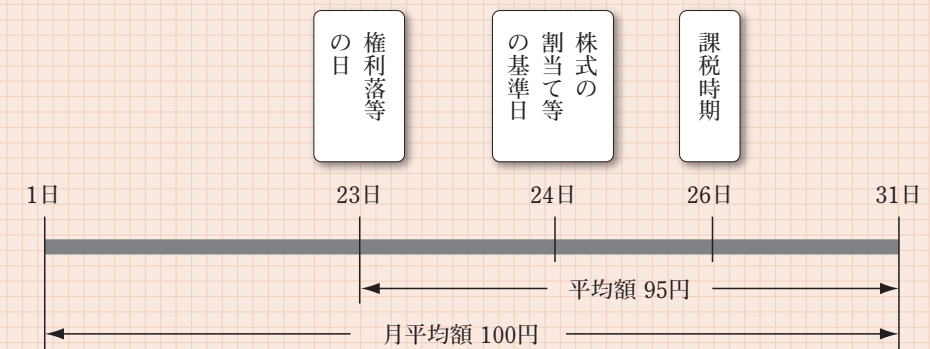 権利落等
の日
株式の
割当て等
の基準日
課税時期
1日
23日
24日
26日
31日
平均額 95円
月平均額 100円